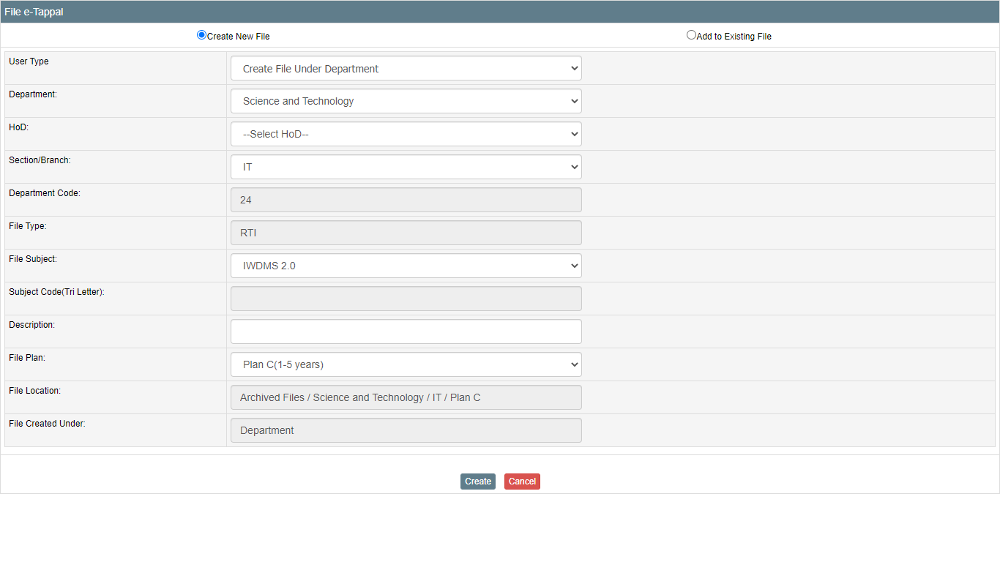 File e-Tappal
Create New File
Add to Existing File
User Type
Create File Under Department
Department:
Science and Technology
HoD:
--Select HoD--
Section/Branch:
IT
Department Code:
24
File Type:
RTI
File Subject:
IWDMS 2.0
Subject Code(Tri Letter):
Description:
File Plan:
Plan C(1-5 years)
File Location:
Archived Files / Science and Technology / IT / Plan C
File Created Under:
Department
Create
Cancel